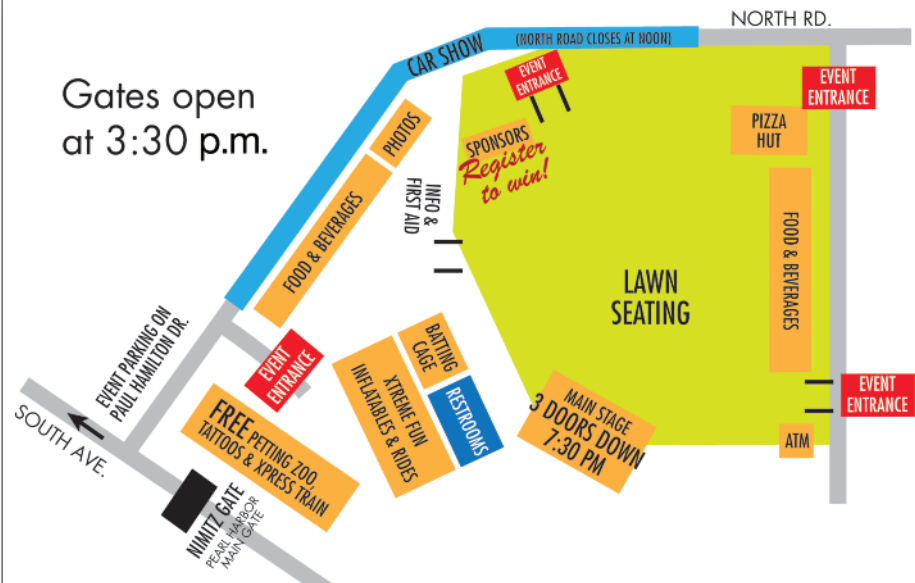 NORTH RD.
(NORTH ROAD CLOSES AT NOON)
CAR SHOW
Gates open
at 3:30 p.m.
EVENT
ENTRANCE
EVENT
ENTRANCE
PHOTOS
SPONSORS
Register
to win!
PIZZA
HUT
INFO &
FIRST AID
FOOD & BEVERAGES
FOOD & BEVERAGES
LAWN
SEATING
EVENT PARKING ON
PAUL HAMILTON DR.
EVENT
ENTRANCE
BATTING
CAGE
XTREME FUN
INFLATABLES & RIDES
RESTROOMS
MAIN STAGE
3 DOORS DOWN
7:30 PM
EVENT
ENTRANCE
ATM
SOUTH AVE.
FREE PETTING ZOO,
TATTOOS & XPRESS TRAIN
NIMITZ GATE
PEARL HARBOR
MAIN GATE